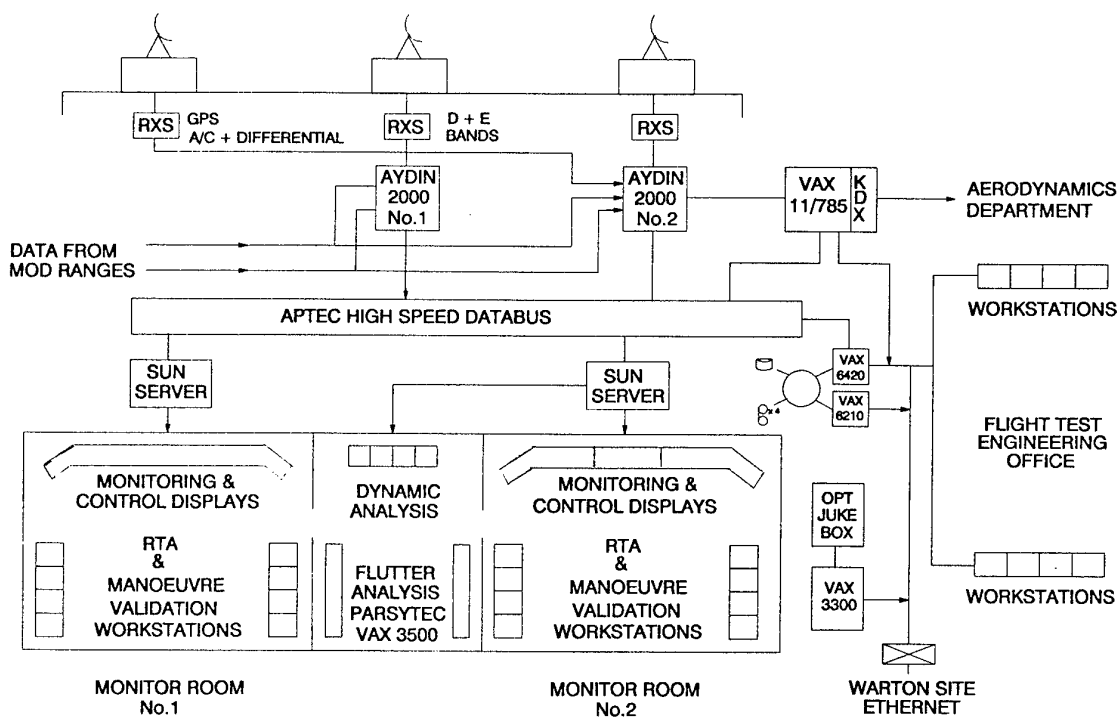 RXS
GPS
A/C + DIFFERENTIAL
RXS
D + E
BANDS
RXS
AYDIN
2000
No.1
AYDIN
2000
No.2
VAX
11/785
KDX
AERODYNAMICS
DEPARTMENT
DATA FROM
MOD RANGES
APTEC HIGH SPEED DATABUS
WORKSTATIONS
SUN
SERVER
SUN
SERVER
VAX
6420
x 4
VAX
6210
FLIGHT TEST
ENGINEERING
OFFICE
MONITORING &
CONTROL DISPLAYS
DYNAMIC
ANALYSIS
MONITORING &
CONTROL DISPLAYS
OPT
JUKE
BOX
RTA
&
MANOEUVRE
VALIDATION
WORKSTATIONS
FLUTTER
ANALYSIS
PARSYTEC
VAX 3500
RTA
&
MANOEUVRE
VALIDATION
WORKSTATIONS
VAX
3300
WORKSTATIONS
MONITOR ROOM
No.1
MONITOR ROOM
No.2
WARTON SITE
ETHERNET